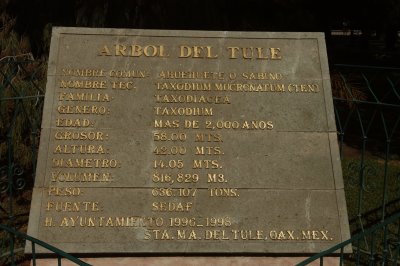 ARBOL DEL TULE
NOMBRE COMUN: AHUEHUETE O SABINO
NOMBRE TEC. TAXODIUM MUCRONATUM (TEN)
FAMILIA: TAXODIACEA
GENERO: TAXODIUM
EDAD: MAS DE 2,000 AÑOS
GROSOR: 58.00 MTS.
ALTURA: 42.00 MTS.
DIAMETRO: 14.05 MTS.
VOLUMEN: 816,829 M3.
PESO: 636.107 TONS.
FUENTE: SEDAF
H. AYUNTAMIENTO 1996_1998
STA. MA. DEL TULE, OAX. MEX.